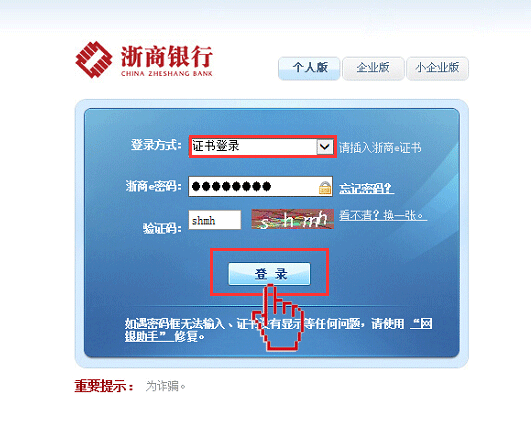 浙商银行
CHINA ZHESHANG BANK
个人版 企业版 小企业版
登录方式: 证书登录 请插入浙商e证书
浙商e密码: ●●●●●●●● 忘记密码?
验证码: shmh s h m h 看不清?换一张。
登 录
如遇密码框无法输入、证书没有显示等任何问题，请使用 “网
银助手” 修复。
重要提示： 为诈骗。